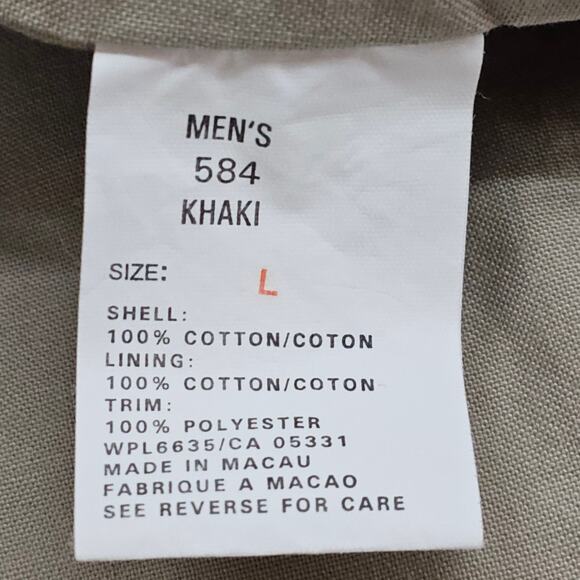 MEN'S
584
KHAKI
SIZE: L
SHELL:
100% COTTON/COTON
LINING:
100% COTTON/COTON
TRIM:
100% POLYESTER
WPL6635/CA 05331
MADE IN MACAU
FABRIQUE A MACAO
SEE REVERSE FOR CARE